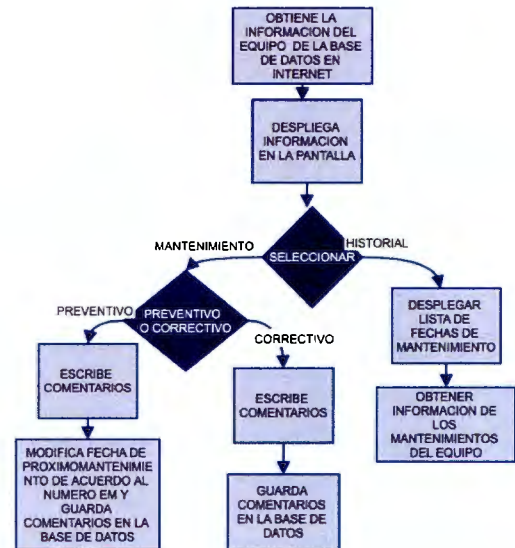 OBTIENE LA
INFORMACION DEL
EQUIPO DE LA BASE
DE DATOS EN
INTERNET
DESPLIEGA
INFORMACION
EN LA PANTALLA
MANTENIMIENTO
SELECCIONAR
HISTORIAL
PREVENTIVO
PREVENTIVO
O CORRECTIVO
CORRECTIVO
DESPLEGAR
LISTA DE
FECHAS DE
MANTENIMIENTO
ESCRIBE
COMENTARIOS
ESCRIBE
COMENTARIOS
OBTENER
INFORMACION DE
LOS
MANTENIMIENTOS
DEL EQUIPO
MODIFICA FECHA DE
PROXIMOMANTENIMIE
NTO DE ACUERDO AL
NUMERO EM Y
GUARDA
COMENTARIOS EN LA
BASE DE DATOS
GUARDA
COMENTARIOS
EN LA BASE DE
DATOS